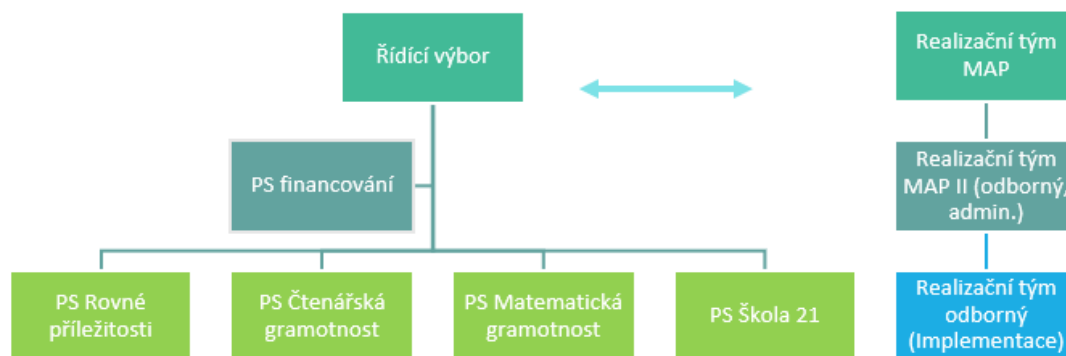 Řídící výbor
Realizační tým
MAP
PS financování
Realizační tým
MAP II (odborný,
admin.)
PS Rovné
příležitosti
PS Čtenářská
gramotnost
PS Matematická
gramotnost
PS Škola 21
Realizační tým
odborný
(Implementace)